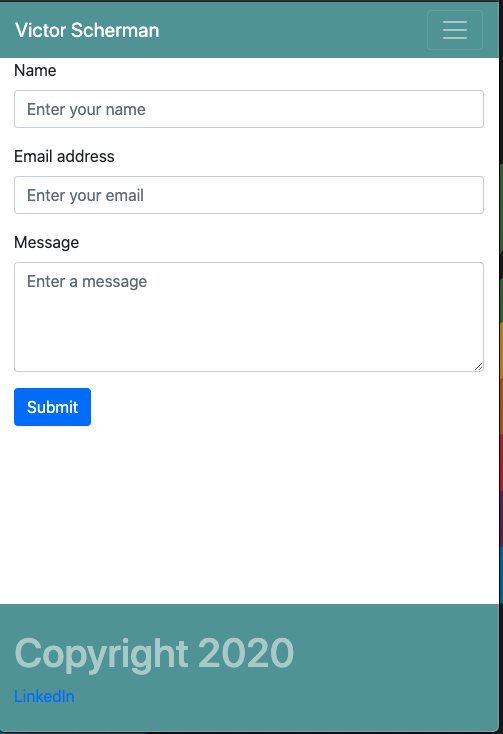 Victor Scherman
Name
Enter your name
Email address
Enter your email
Message
Enter a message
Submit
Copyright 2020
LinkedIn